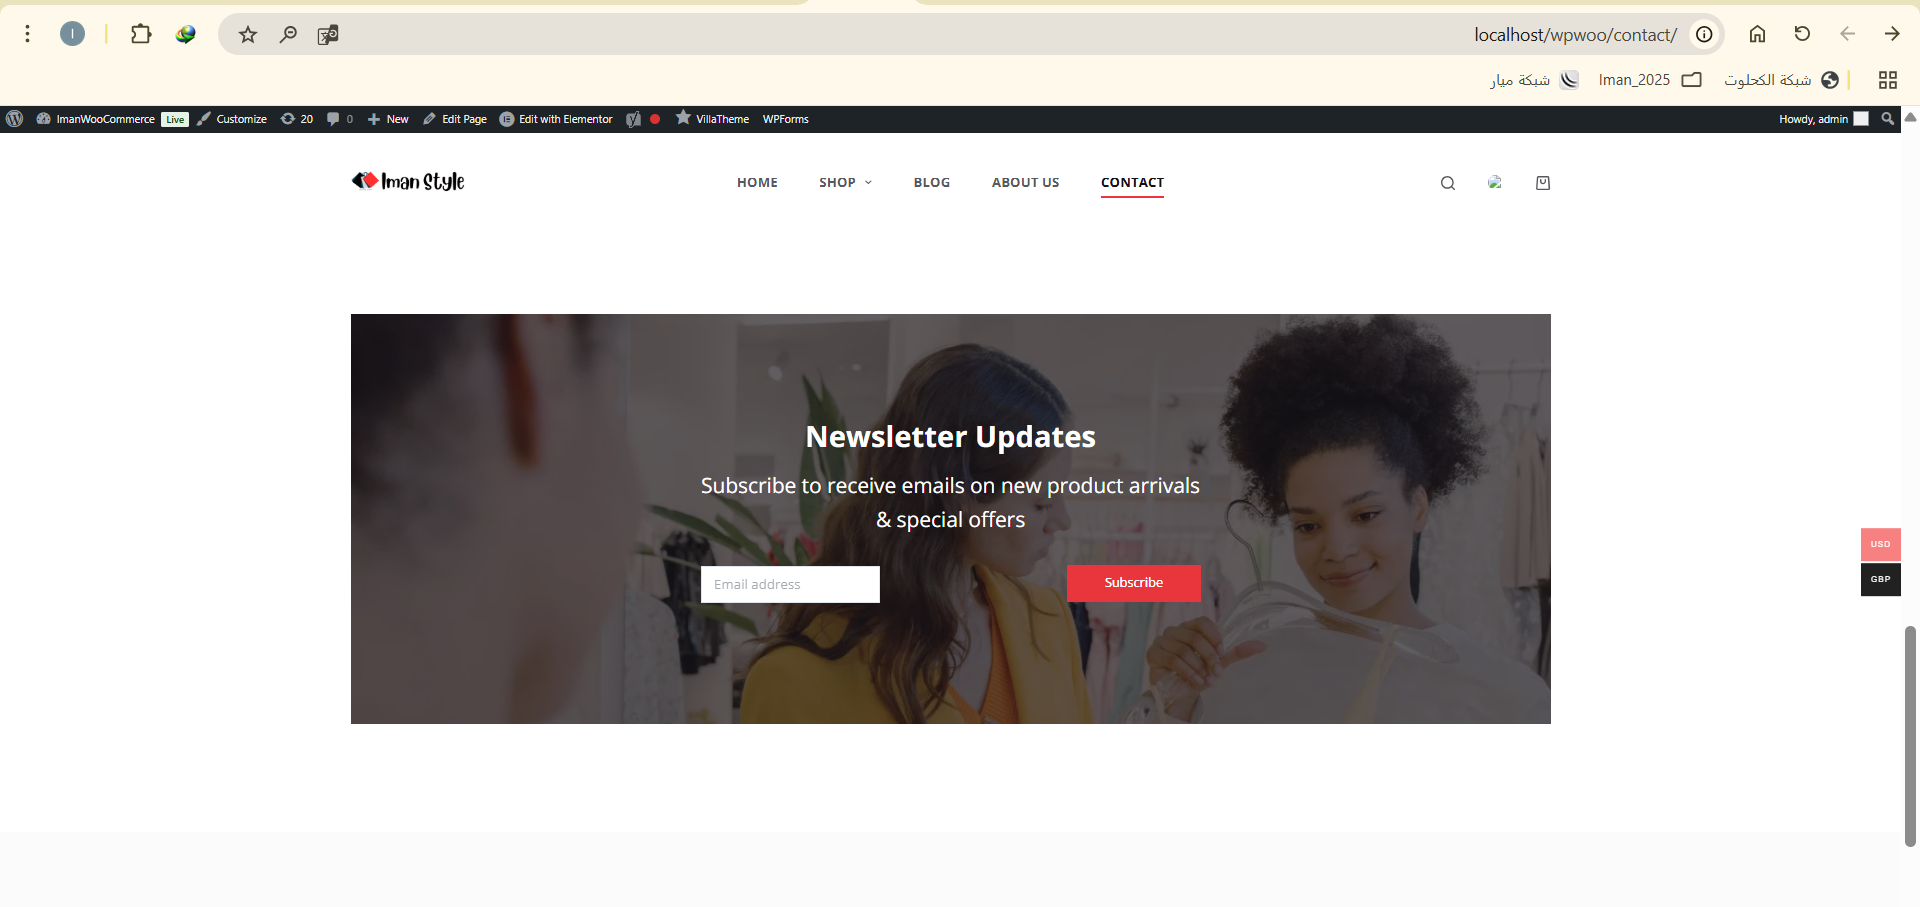 I
localhost/wpwoo/contact/
شبكة الكحلوت
Iman_2025
شبكة ميار
ImanWooCommerce Live Customize 20 0 New Edit Page Edit with Elementor VillaTheme WPForms Howdy, admin
Iman Style HOME SHOP BLOG ABOUT US CONTACT
Newsletter Updates
Subscribe to receive emails on new product arrivals
& special offers
Email address Subscribe
USD
GBP